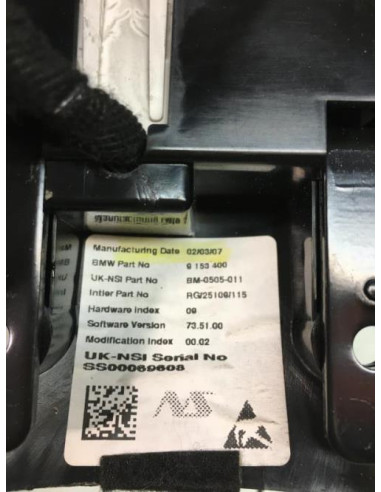 Manufacturing Date 02/03/07
BMW Part No 9 153 400
UK-NSI Part No BM-0505-011
Intier Part No RG/25106/115
Hardware Index 09
Software Version 73.51.00
Modification Index 00.02
UK-NSI Serial No
SS00069608